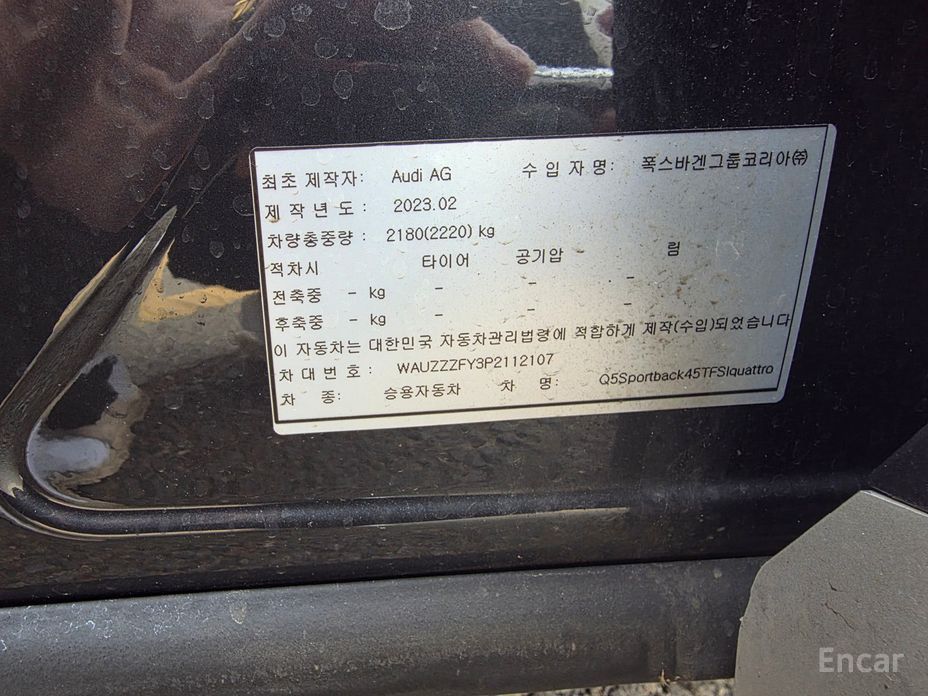 최초 제작자: Audi AG 수 입 자 명: 폭스바겐그룹코리아㈜
제 작 년 도 : 2023.02
차량총중량 : 2180(2220) kg
적차시 타이어 공기압 림
전축중 - kg - - -
후축중 - kg - - -
이 자동차는 대한민국 자동차관리법령에 적합하게 제작(수입)되었습니다
차 대 번 호 : WAUZZZFY3P2112107
차 종: 승용자동차 차 명: Q5Sportback45TFSIquattro
Encar